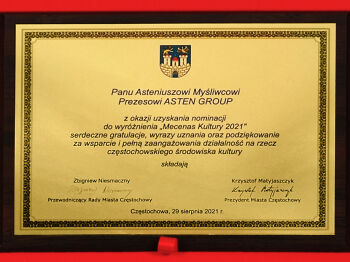 Panu Asteniuszowi Myśliwcowi
Prezesowi ASTEN GROUP
z okazji uzyskania nominacji
do wyróżnienia „Mecenas Kultury 2021"
serdeczne gratulacje, wyrazy uznania oraz podziękowanie
za wsparcie i pełną zaangażowania działalność na rzecz
częstochowskiego środowiska kultury
składają
Zbigniew Niesmaczny
Przewodniczący Rady Miasta Częstochowy
Krzysztof Matyjaszczyk
Prezydent Miasta Częstochowy
Częstochowa, 29 sierpnia 2021 r.